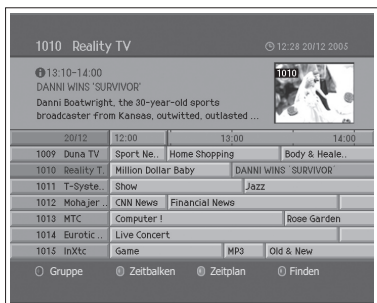 1010 Reality TV 12:28 20/12 2005
13:10-14:00
DANNI WINS ‘SURVIVOR’
Danni Boatwright, the 30-year-old sports
broadcaster from Kansas, outwitted, outlasted ...
1010
20/12 12:00 13:00 14:00
1009 Duna TV Sport Ne.. Home Shopping Body & Heale..
1010 Reality T. Million Dollar Baby DANNI WINS ‘SURVIVOR’
1011 T-Syste.. Show Jazz
1012 Mohajer .. CNN News Financial News
1013 MTC Computer ! Rose Garden
1014 Eurotic .. Live Concert
1015 InXtc Game MP3 Old & New
Gruppe Zeitbalken Zeitplan Finden